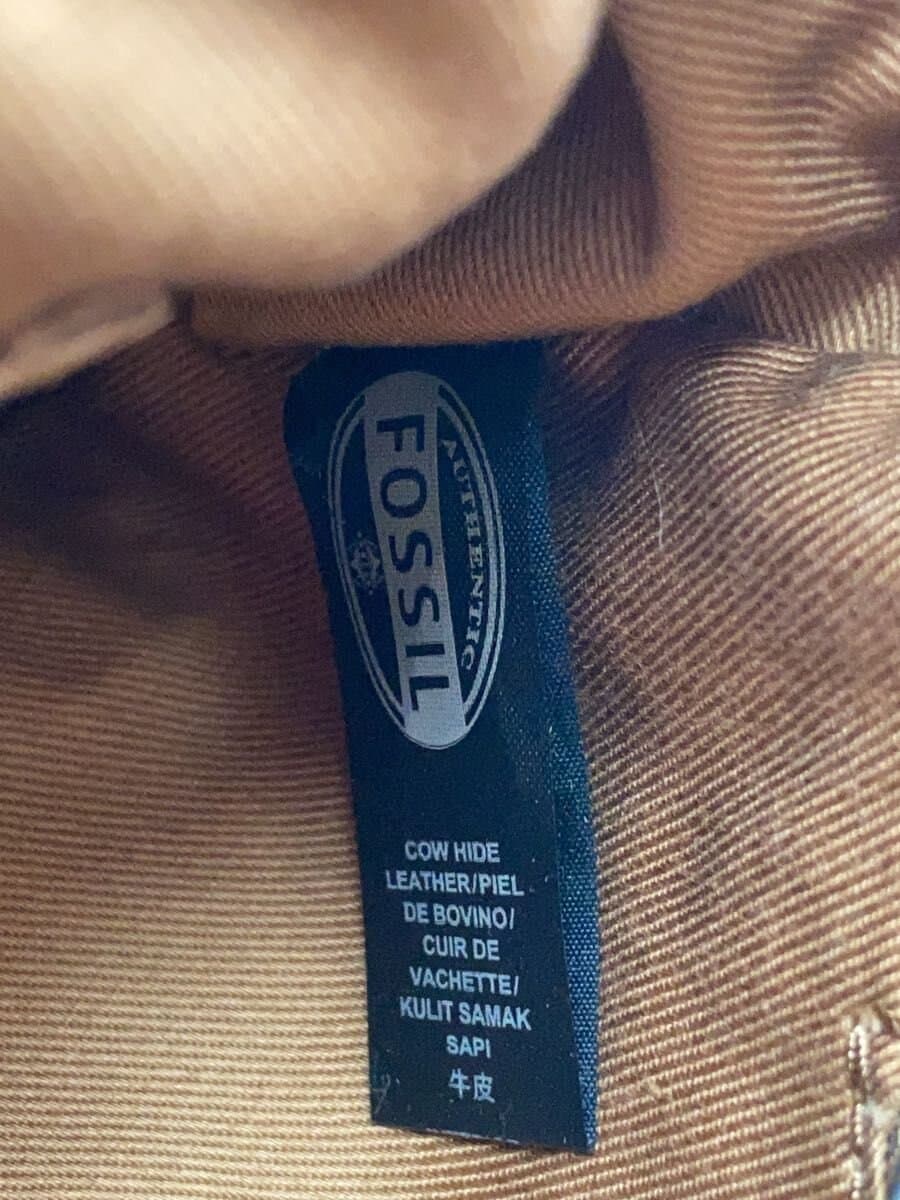 AUTHENTIC
FOSSIL
COW HIDE
LEATHER/PIEL
DE BOVINO/
CUIR DE
VACHETTE/
KULIT SAMAK
SAPI
牛皮